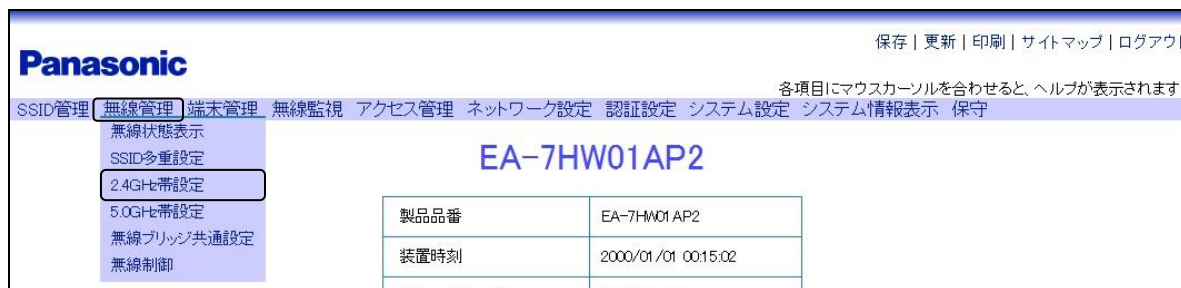 保存 | 更新 | 印刷 | サイトマップ | ログアウ
Panasonic
各項目にマウスカーソルを合わせると、ヘルプが表示されます
SSID管理 無線管理 端末管理 無線監視 アクセス管理 ネットワーク設定 認証設定 システム設定 システム情報表示 保守
無線状態表示
SSID多重設定
2.4GHz帯設定
5.0GHz帯設定
無線ブリッジ共通設定
無線制御
EA-7HW01AP2
製品品番 EA-7HW01AP2
装置時刻 2000/01/01 00:15:02